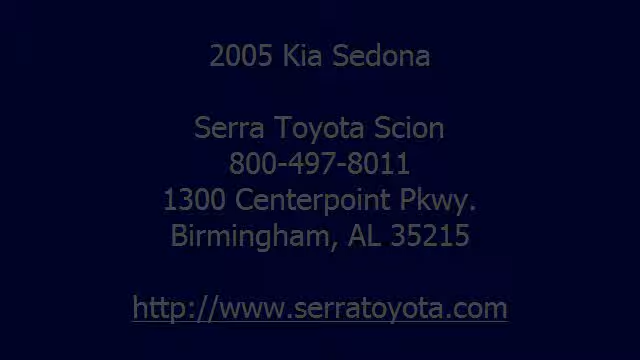 2005 Kia Sedona
Serra Toyota Scion
800-497-8011
1300 Centerpoint Pkwy.
Birmingham, AL 35215
http://www.serratoyota.com